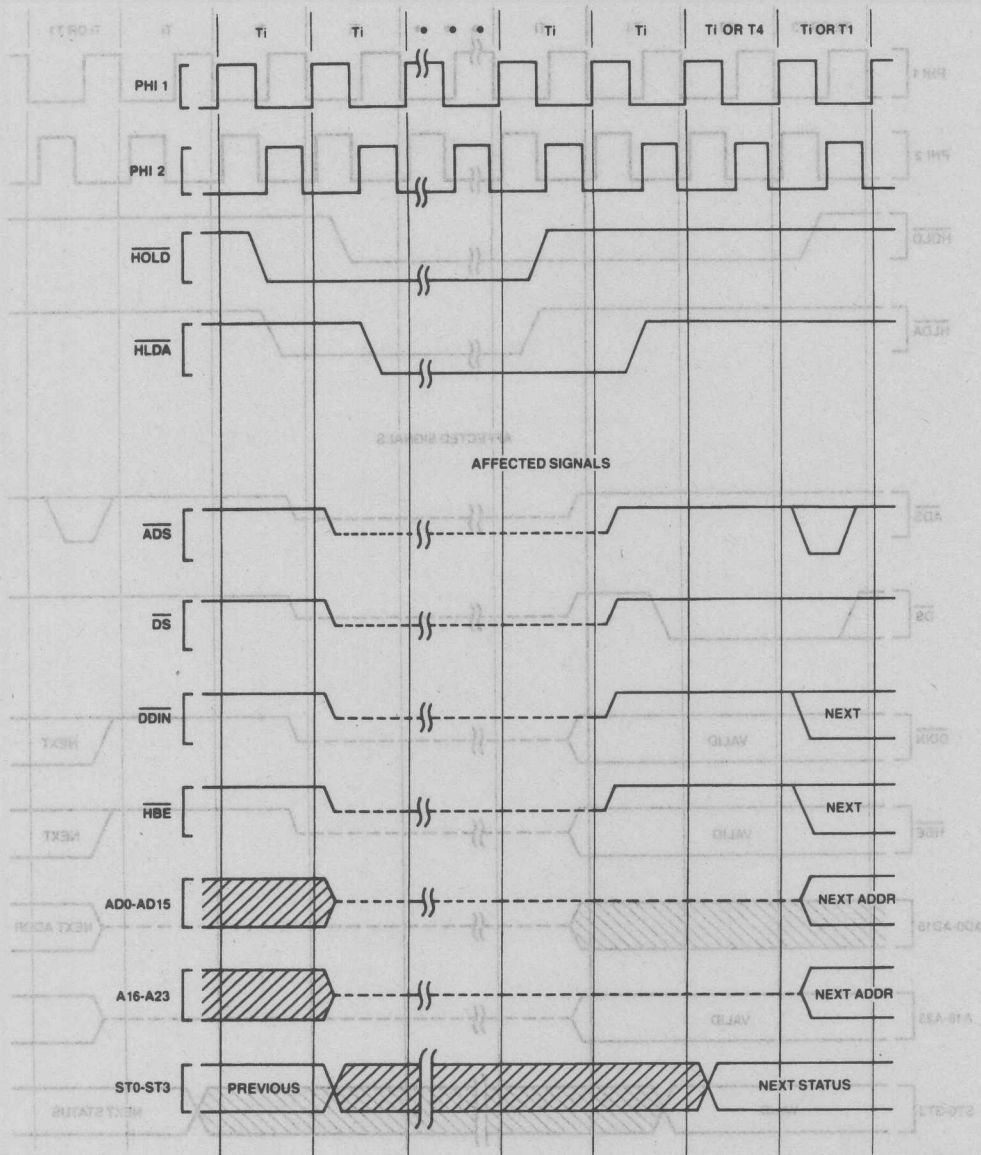 Ti Ti • • • Ti Ti Ti OR T4 Ti OR T1
PHI 1
PHI 2
HOLD
HLDA
AFFECTED SIGNALS
ADS
DS
DDIN NEXT
HBE NEXT
AD0-AD15 NEXT ADDR
A16-A23 NEXT ADDR
ST0-ST3 PREVIOUS NEXT STATUS